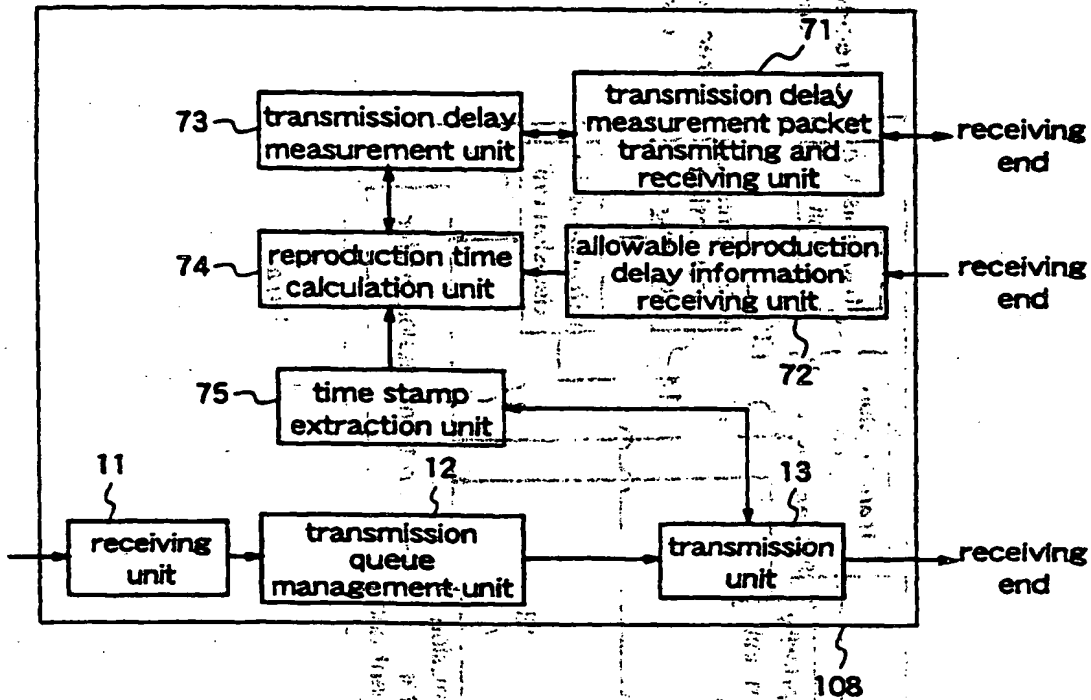 71
73
transmission delay
measurement unit
transmission delay
measurement packet
transmitting and
receiving unit
receiving
end
74
reproduction time
calculation unit
allowable reproduction
delay information
receiving unit
receiving
end
72
75
time stamp
extraction unit
11
12
13
receiving
unit
transmission
queue
management unit
transmission
unit
receiving
end
108